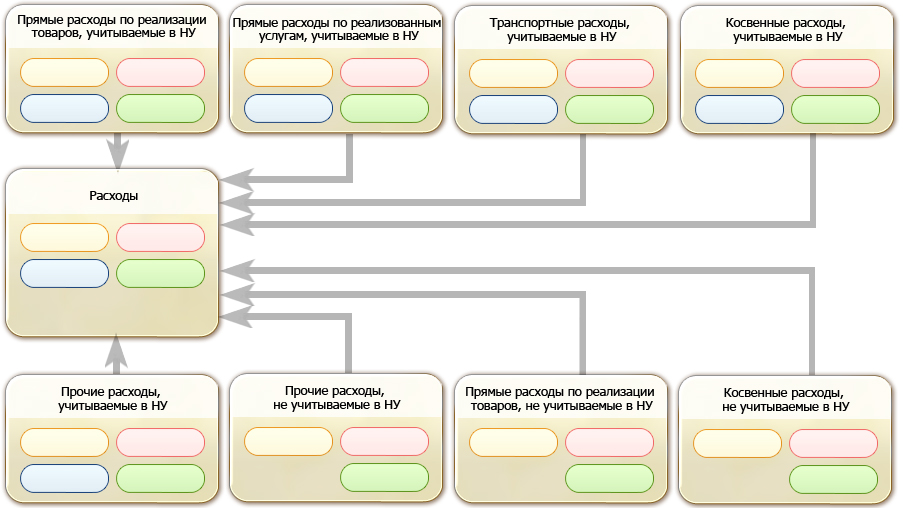 Прямые расходы по реализации
товаров, учитываемые в НУ
Прямые расходы по реализованным
услугам, учитываемые в НУ
Транспортные расходы,
учитываемые в НУ
Косвенные расходы,
учитываемые в НУ
Расходы
Прочие расходы,
учитываемые в НУ
Прочие расходы,
не учитываемые в НУ
Прямые расходы по реализации
товаров, не учитываемые в НУ
Косвенные расходы,
не учитываемые в НУ